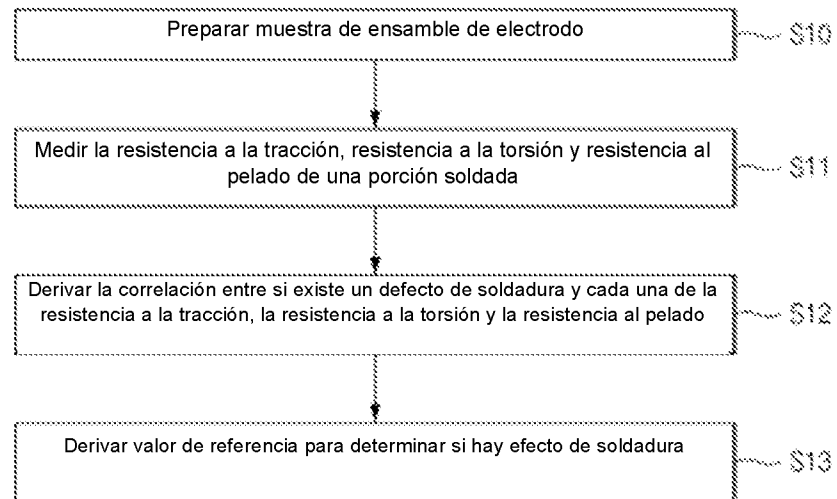 Preparar muestra de ensamble de electrodo
S10
Medir la resistencia a la tracción, resistencia a la torsión y resistencia al
pelado de una porción soldada
S11
Derivar la correlación entre si existe un defecto de soldadura y cada una de la
resistencia a la tracción, la resistencia a la torsión y la resistencia al pelado
S12
Derivar valor de referencia para determinar si hay efecto de soldadura
S13